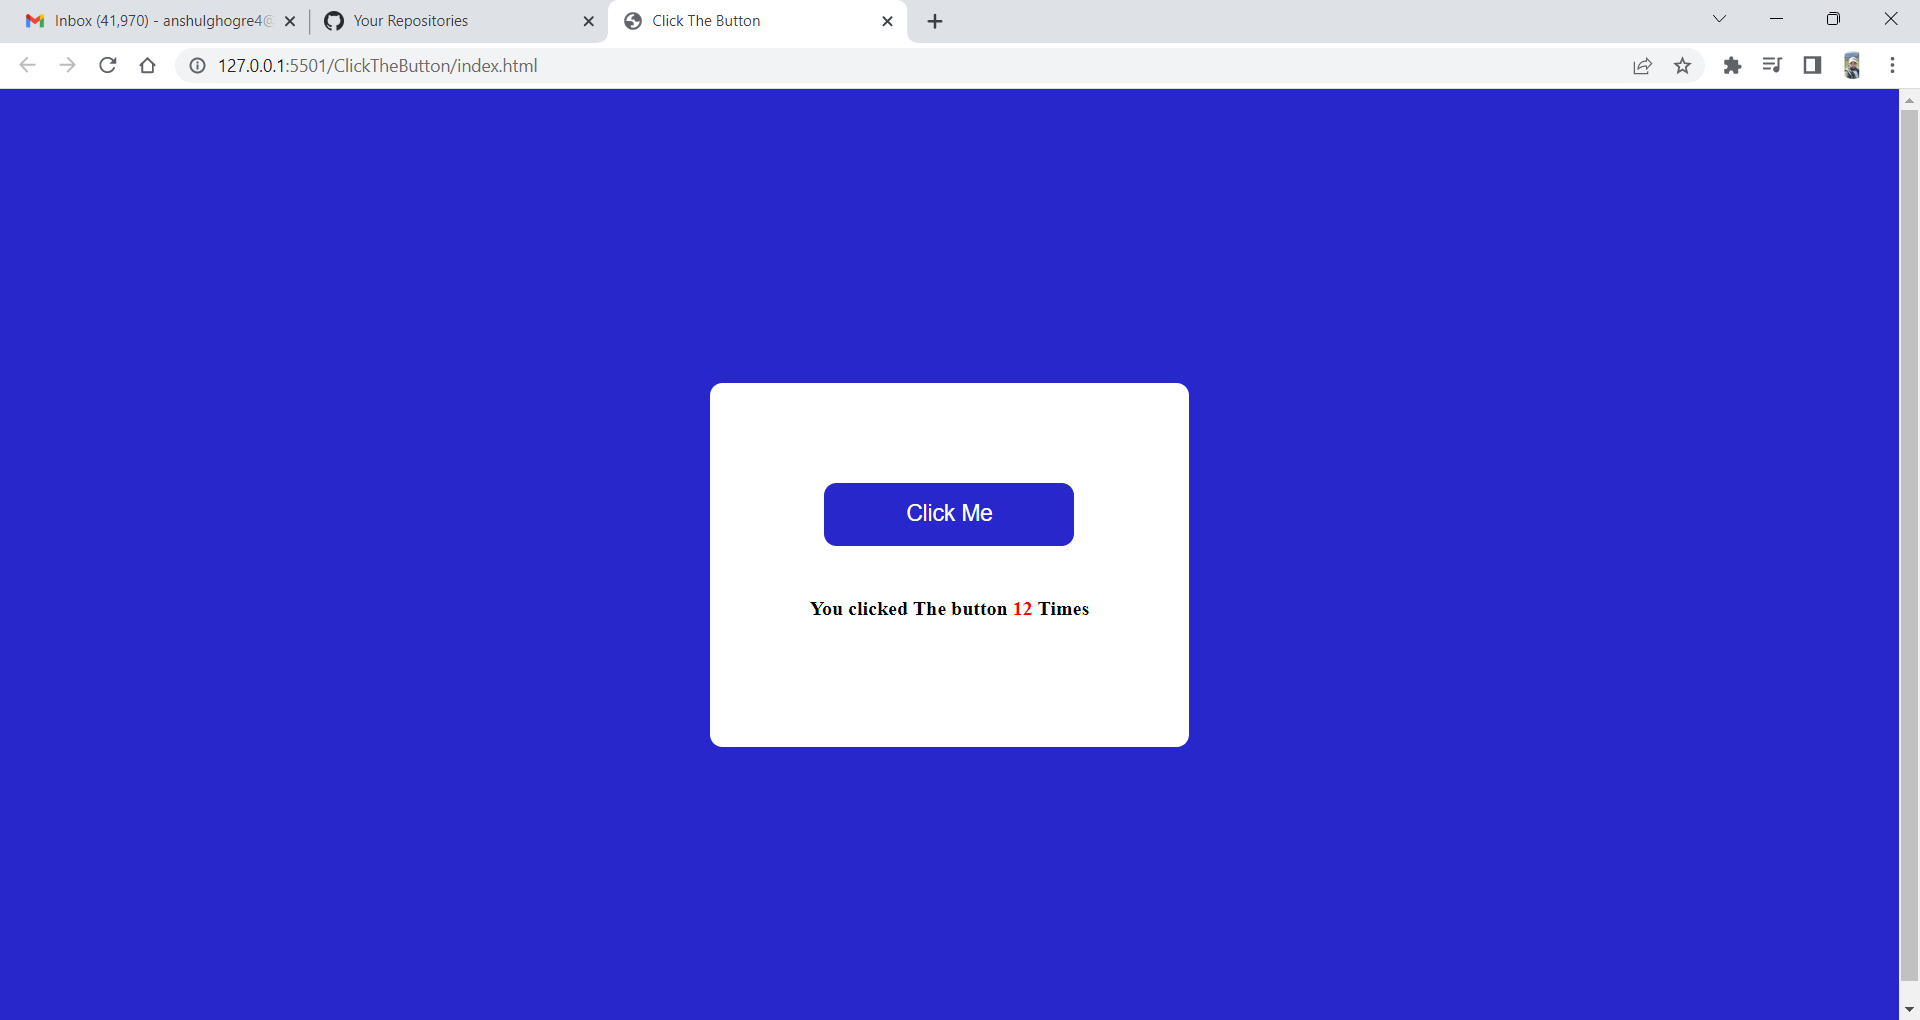 Inbox (41,970) - anshulghogre4@
Your Repositories
Click The Button
127.0.0.1:5501/ClickTheButton/index.html
Click Me
You clicked The button 12 Times